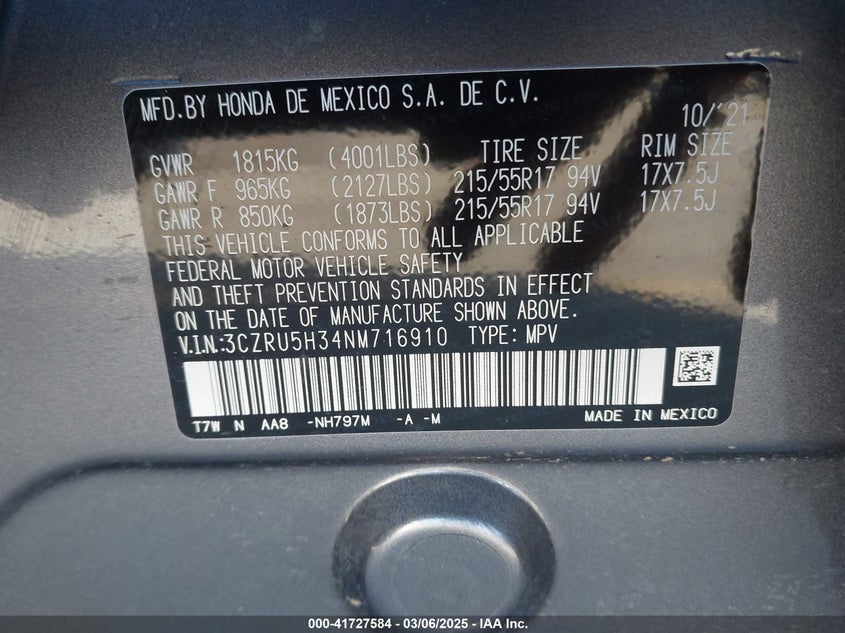 MFD.BY HONDA DE MEXICO S.A. DE C.V.
10/'21
GVWR 1815KG (4001LBS) TIRE SIZE RIM SIZE
GAWR F 965KG (2127LBS) 215/55R17 94V 17X7.5J
GAWR R 850KG (1873LBS) 215/55R17 94V 17X7.5J
THIS VEHICLE CONFORMS TO ALL APPLICABLE
FEDERAL MOTOR VEHICLE SAFETY
AND THEFT PREVENTION STANDARDS IN EFFECT
ON THE DATE OF MANUFACTURE SHOWN ABOVE.
V.I.N.:3CZRU5H34NM716910 TYPE: MPV
T7W N AA8 -NH797M -A -M MADE IN MEXICO
000-41727584 - 03/06/2025 - IAA Inc.